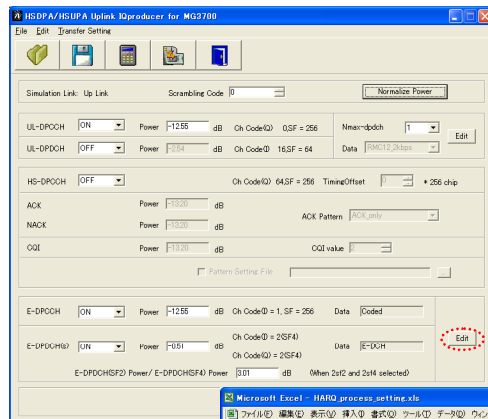 HSDPA/HSUPA Uplink IQproducer for MG3700
File Edit Transfer Setting
Simulation Link: Up Link Scrambling Code 0 Normalize Power
UL-DPCCH ON Power -12.55 dB Ch Code(Q) 0,SF = 256 Nmax-dpdch 1 Edit
UL-DPDCH OFF Power -2.54 dB Ch Code(I) 16,SF = 64 Data RMC12_2kbps
HS-DPCCH OFF Ch Code(Q) 64,SF = 256 TimingOffset 0 * 256 chip
ACK Power -13.20 dB ACK Pattern ACK_only
NACK Power -13.20 dB
CQI Power -13.20 dB CQI value 2
Pattern Setting File ...
E-DPCCH ON Power -12.55 dB Ch Code(I) = 1, SF = 256 Data Coded
E-DPDCH(s) ON Power -0.51 dB Ch Code(I) = 2(SF4) Ch Code(Q) = 2(SF4) Data E-DCH Edit
E-DPDCH(SF2) Power/ E-DPDCH(SF4) Power 3.01 dB (When 2sf2 and 2sf4 selected)
Microsoft Excel - HARQ_process_setting.xls
ファイル(F) 編集(E) 表示(V) 挿入(I) 書式(O) ツール(T) データ(D) ウィン